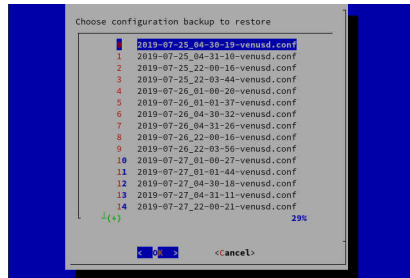 Choose configuration backup to restore
0 2019-07-25_04-30-19-venusd.conf
1 2019-07-25_04-31-10-venusd.conf
2 2019-07-25_22-00-16-venusd.conf
3 2019-07-25_22-03-44-venusd.conf
4 2019-07-26_01-00-20-venusd.conf
5 2019-07-26_01-01-37-venusd.conf
6 2019-07-26_04-30-32-venusd.conf
7 2019-07-26_04-31-26-venusd.conf
8 2019-07-26_22-00-16-venusd.conf
9 2019-07-26_22-03-56-venusd.conf
10 2019-07-27_01-00-27-venusd.conf
11 2019-07-27_01-01-44-venusd.conf
12 2019-07-27_04-30-18-venusd.conf
13 2019-07-27_04-31-11-venusd.conf
14 2019-07-27_22-00-21-venusd.conf
(+) 29%
< OK > <Cancel>